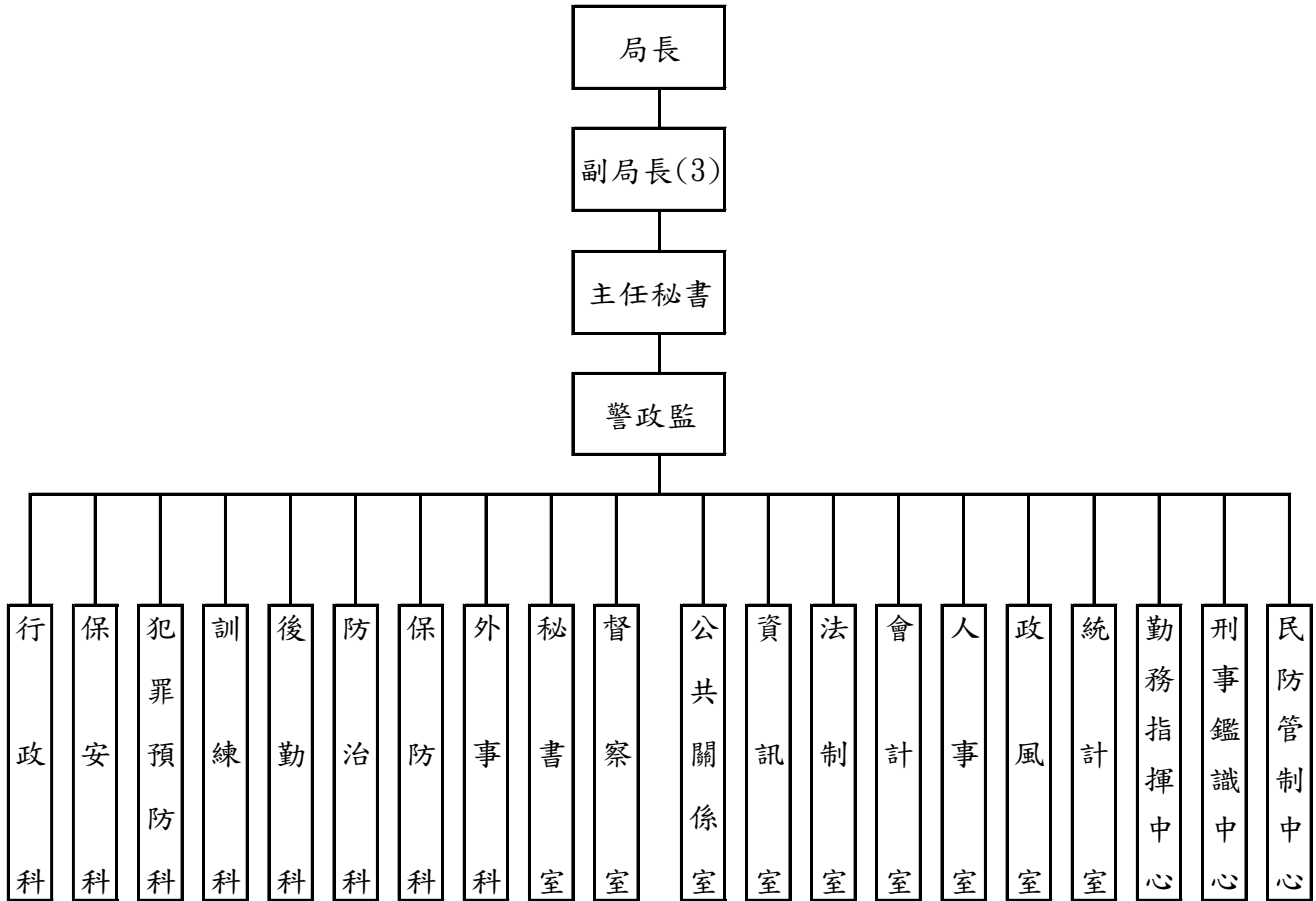 局長
副局長(3)
主任秘書
警政監
行政科
保安科
犯罪預防科
訓練科
後勤科
防治科
保防科
外事科
秘書室
督察室
公共關係室
資訊室
法制室
會計室
人事室
政風室
統計室
勤務指揮中心
刑事鑑識中心
民防管制中心